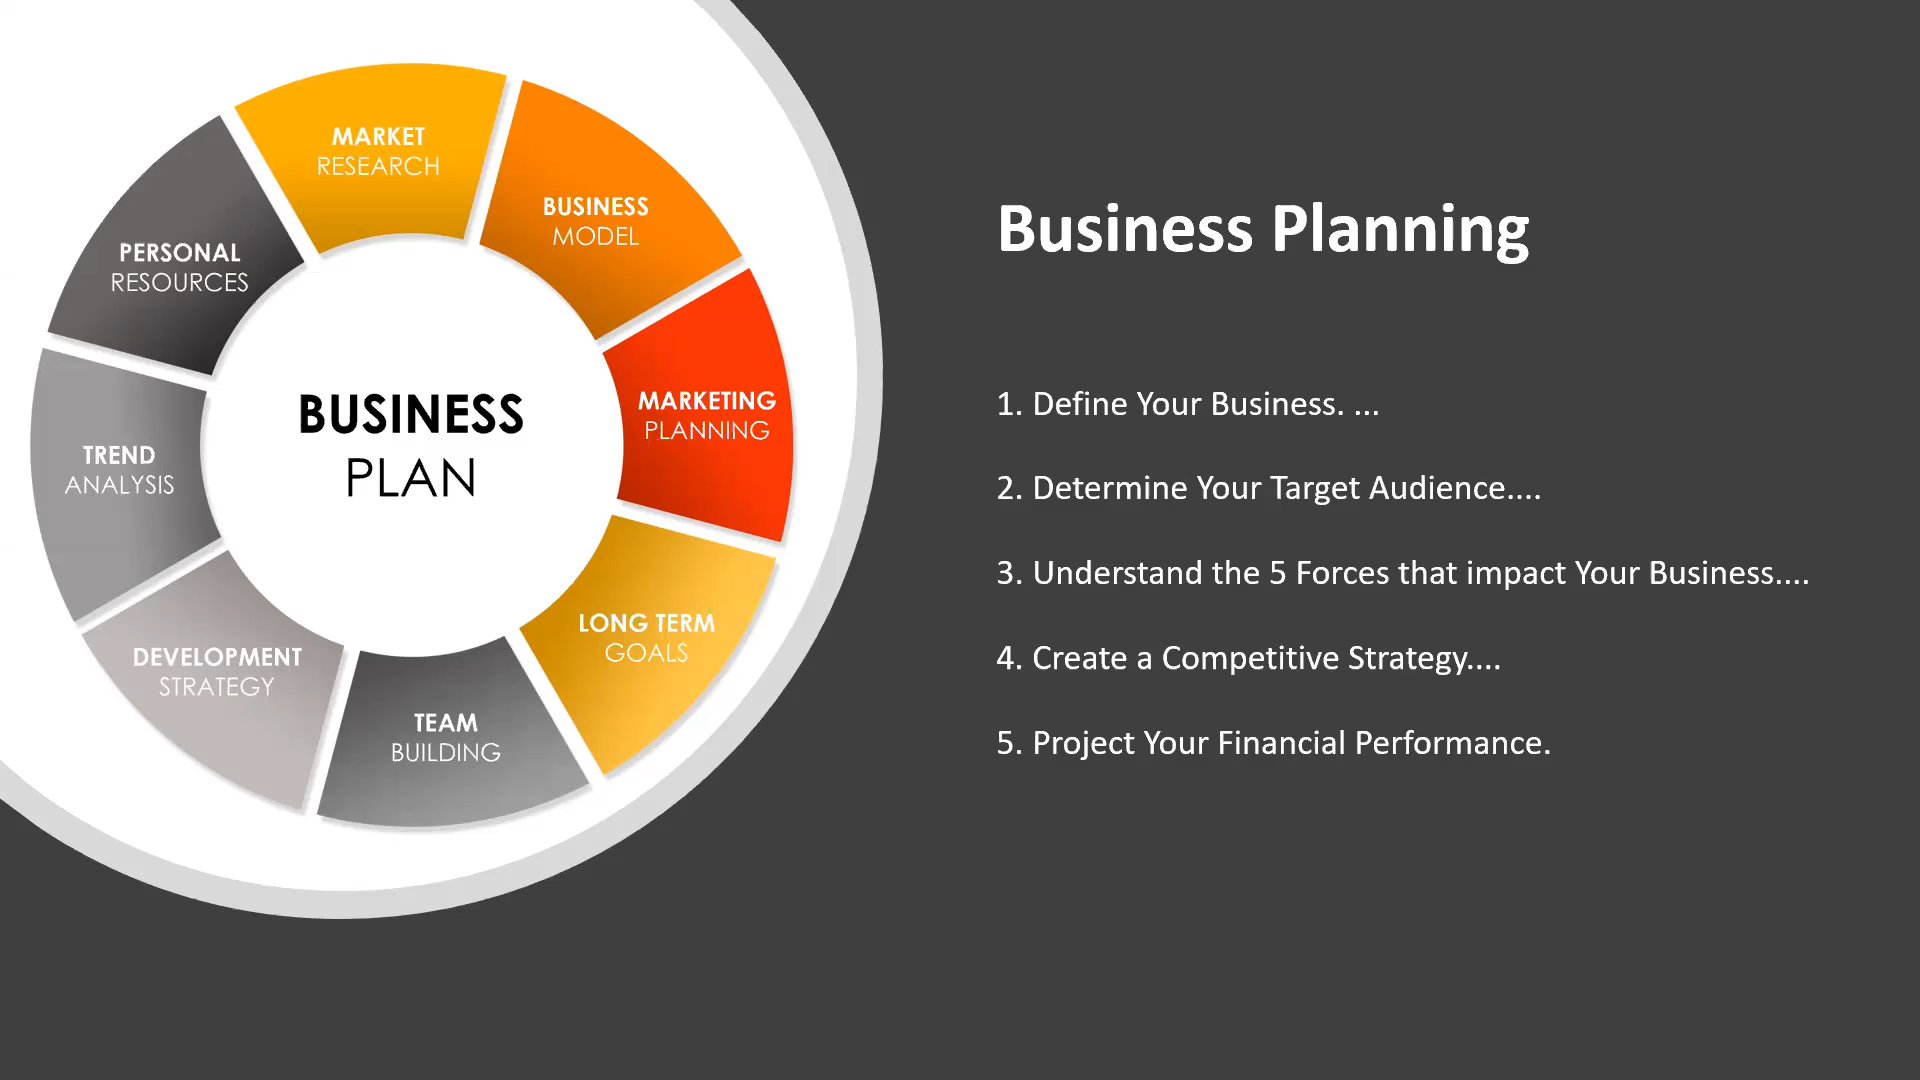 MARKET
RESEARCH
BUSINESS
MODEL
MARKETING
PLANNING
LONG TERM
GOALS
TEAM
BUILDING
DEVELOPMENT
STRATEGY
TREND
ANALYSIS
PERSONAL
RESOURCES
BUSINESS
PLAN
Business Planning
1. Define Your Business. ...
2. Determine Your Target Audience....
3. Understand the 5 Forces that impact Your Business....
4. Create a Competitive Strategy....
5. Project Your Financial Performance.